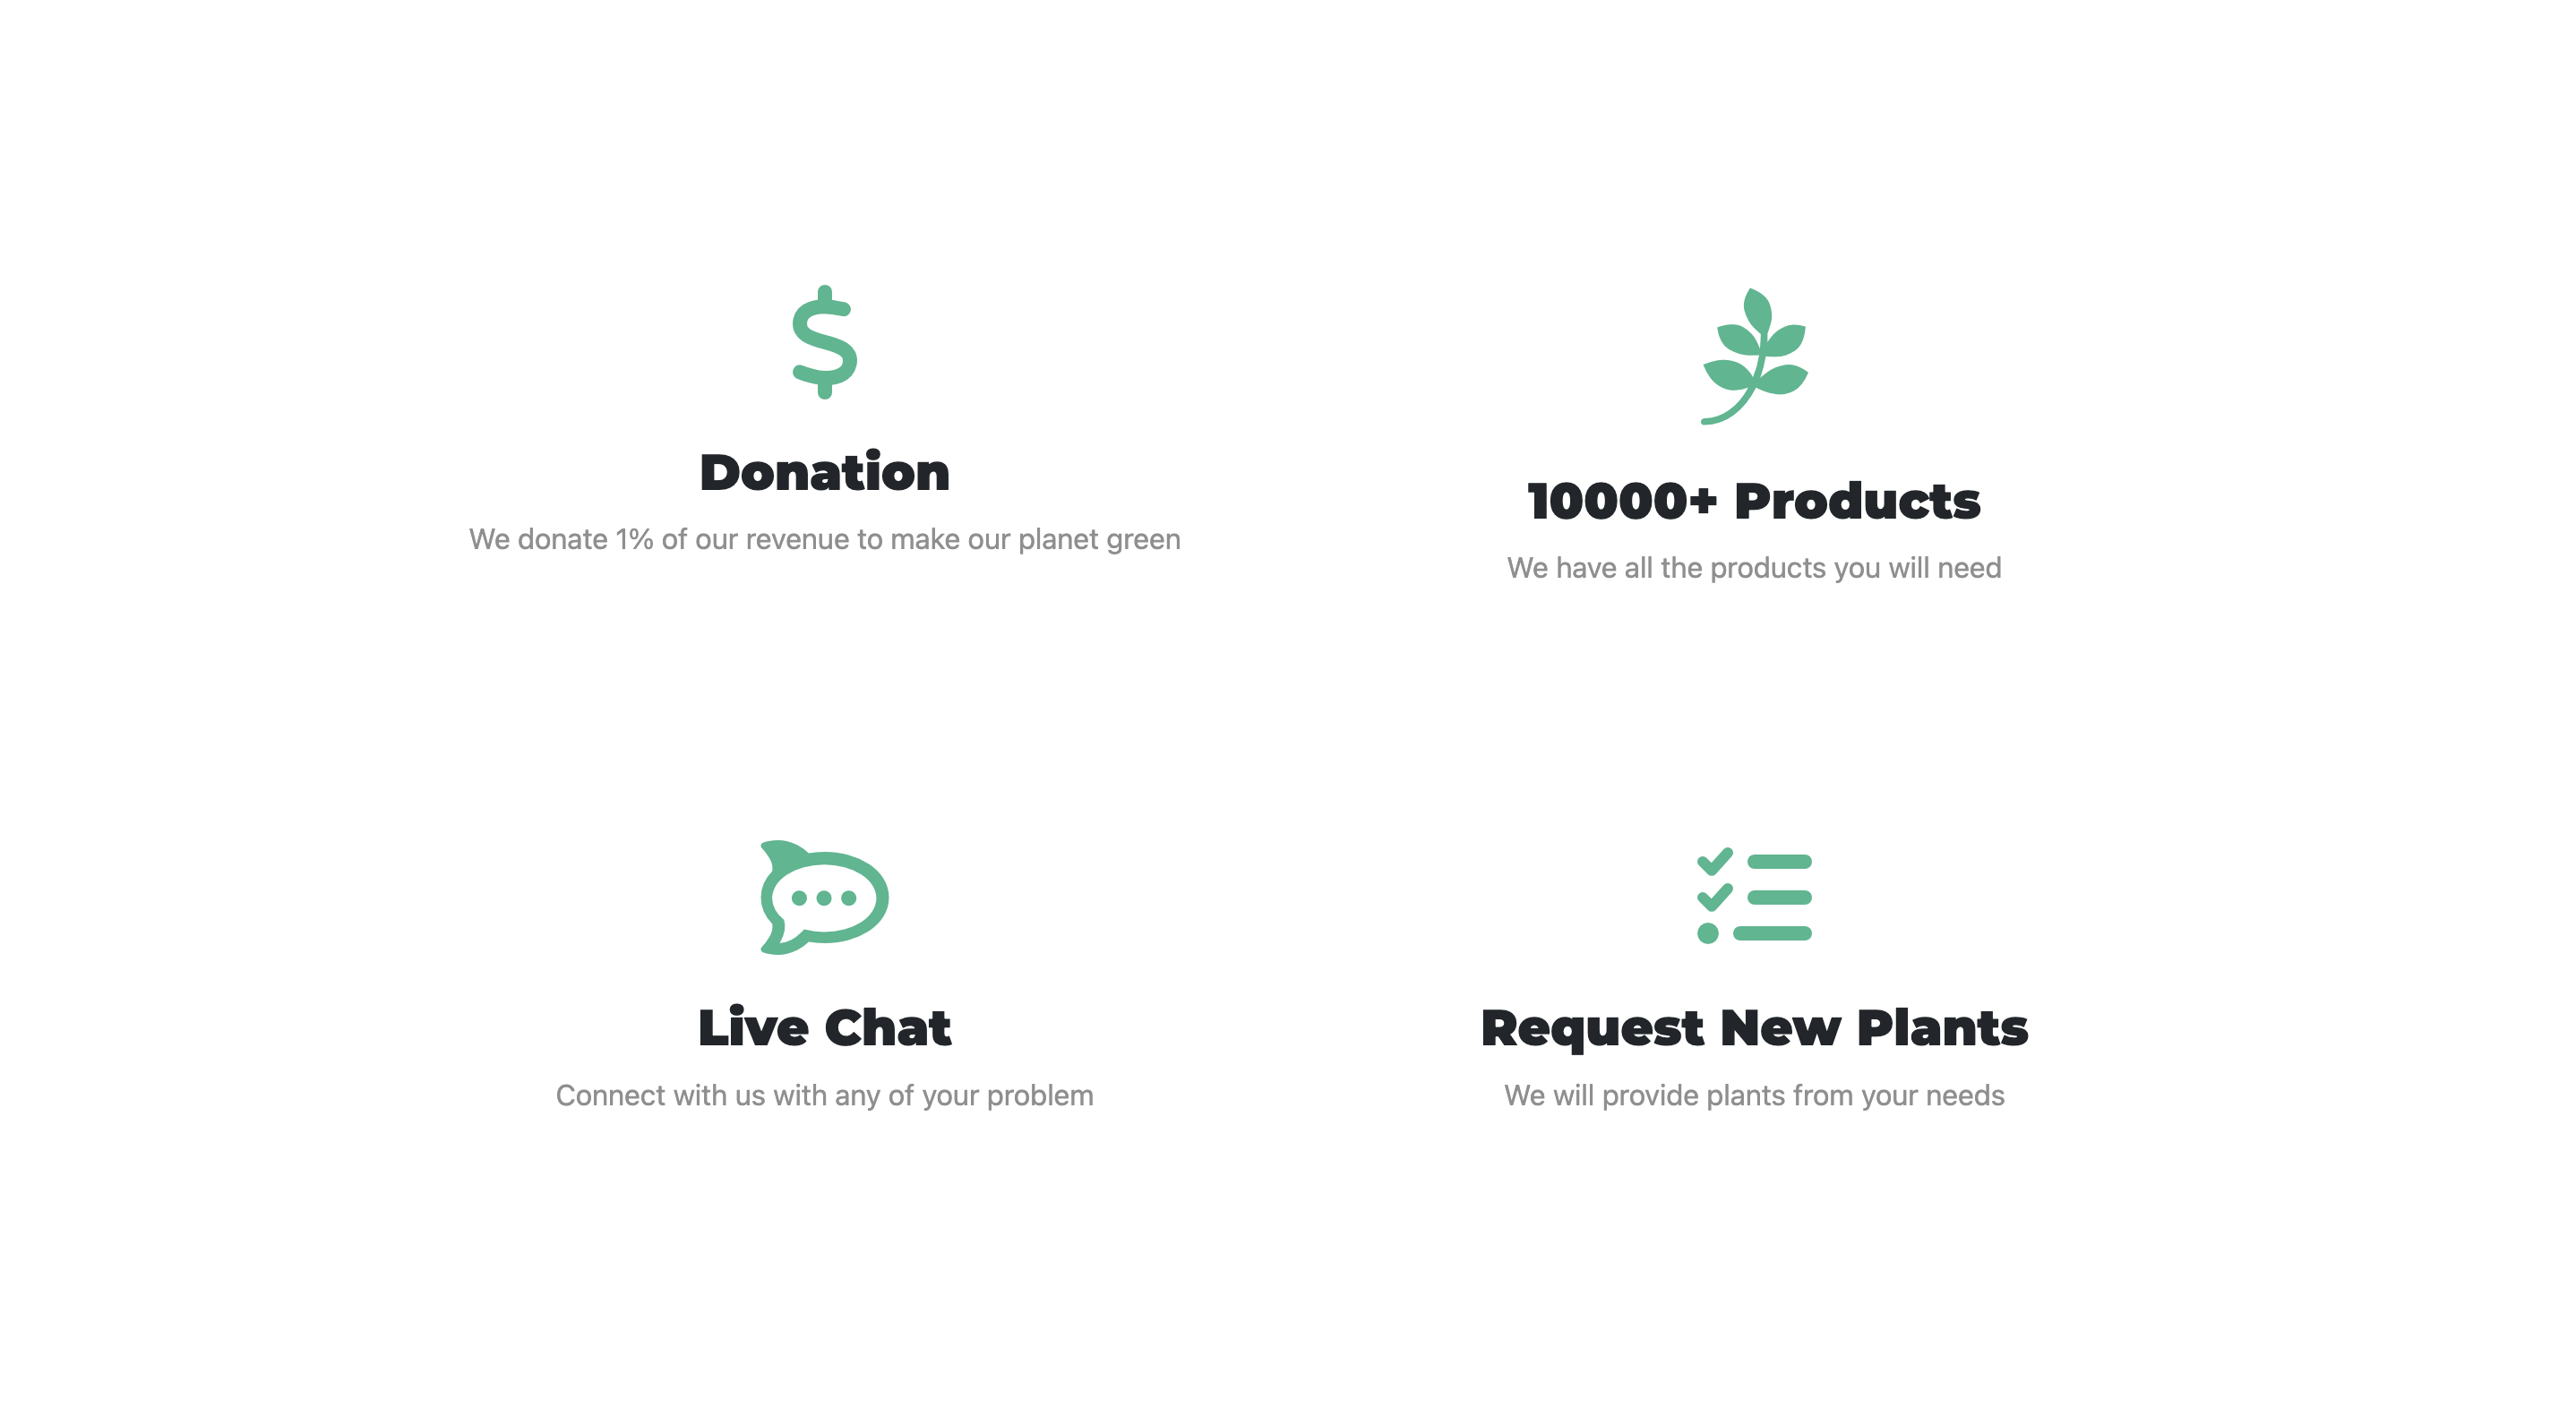 Donation
We donate 1% of our revenue to make our planet green
10000+ Products
We have all the products you will need
Live Chat
Connect with us with any of your problem
Request New Plants
We will provide plants from your needs